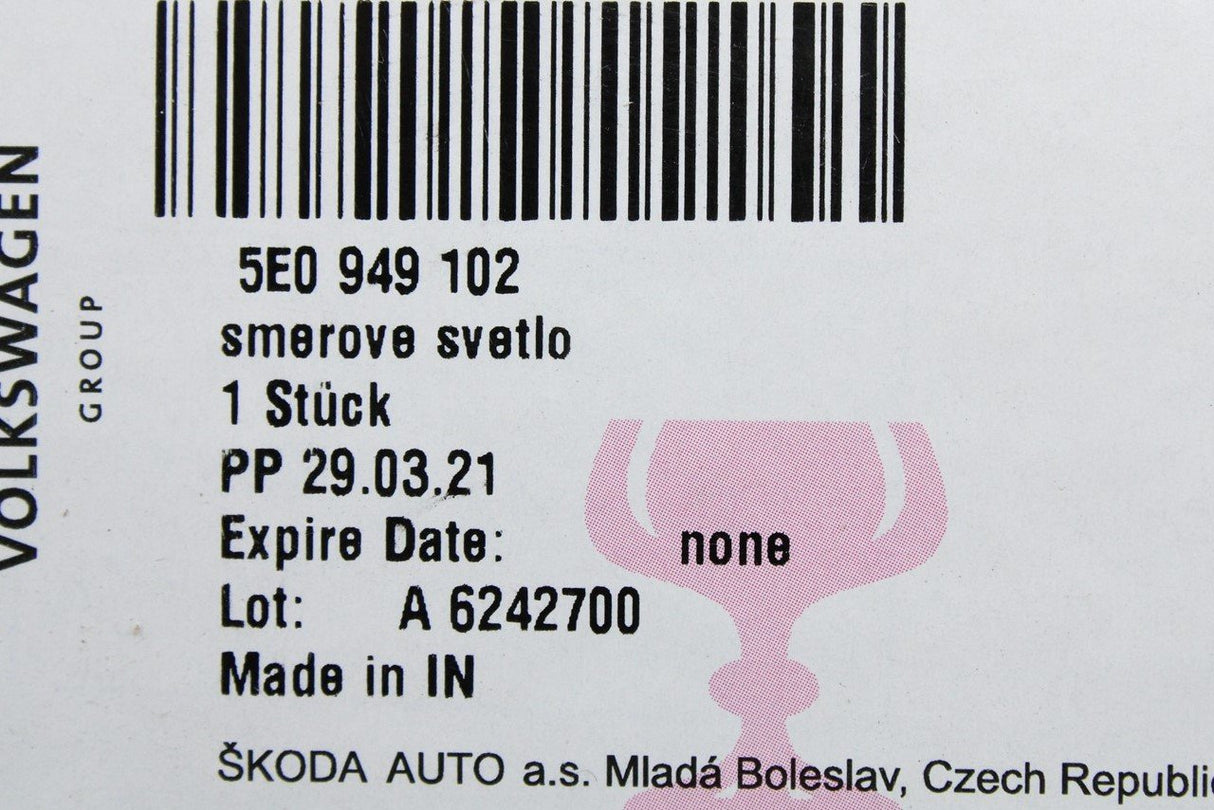 VOLKSWAGEN
GROUP
5E0 949 102
smerove svetlo
1 Stück
PP 29.03.21
Expire Date: none
Lot: A 6242700
Made in IN
ŠKODA AUTO a.s. Mladá Boleslav, Czech Republic